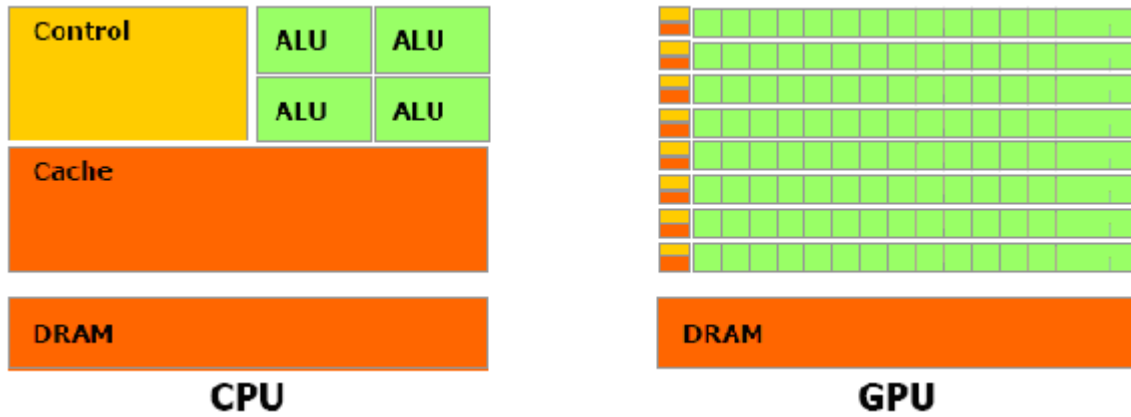 Control
ALU ALU
ALU ALU
Cache
DRAM
CPU
DRAM
GPU